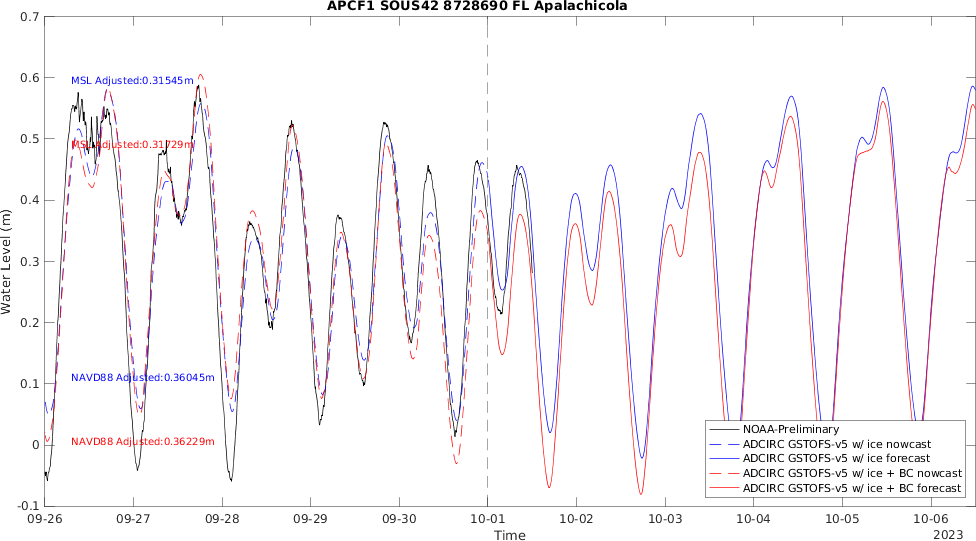 APCF1 SOUS42 8728690 FL Apalachicola
0.7
0.6
0.5
0.4
0.3
0.2
0.1
0
-0.1
Water Level (m)
MSL Adjusted:0.31545m
MSL Adjusted:0.31729m
NAVD88 Adjusted:0.36045m
NAVD88 Adjusted:0.36229m
NOAA-Preliminary
ADCIRC GSTOFS-v5 w/ ice nowcast
ADCIRC GSTOFS-v5 w/ ice forecast
ADCIRC GSTOFS-v5 w/ ice + BC nowcast
ADCIRC GSTOFS-v5 w/ ice + BC forecast
09-26 09-27 09-28 09-29 09-30 10-01 10-02 10-03 10-04 10-05 10-06
Time
2023